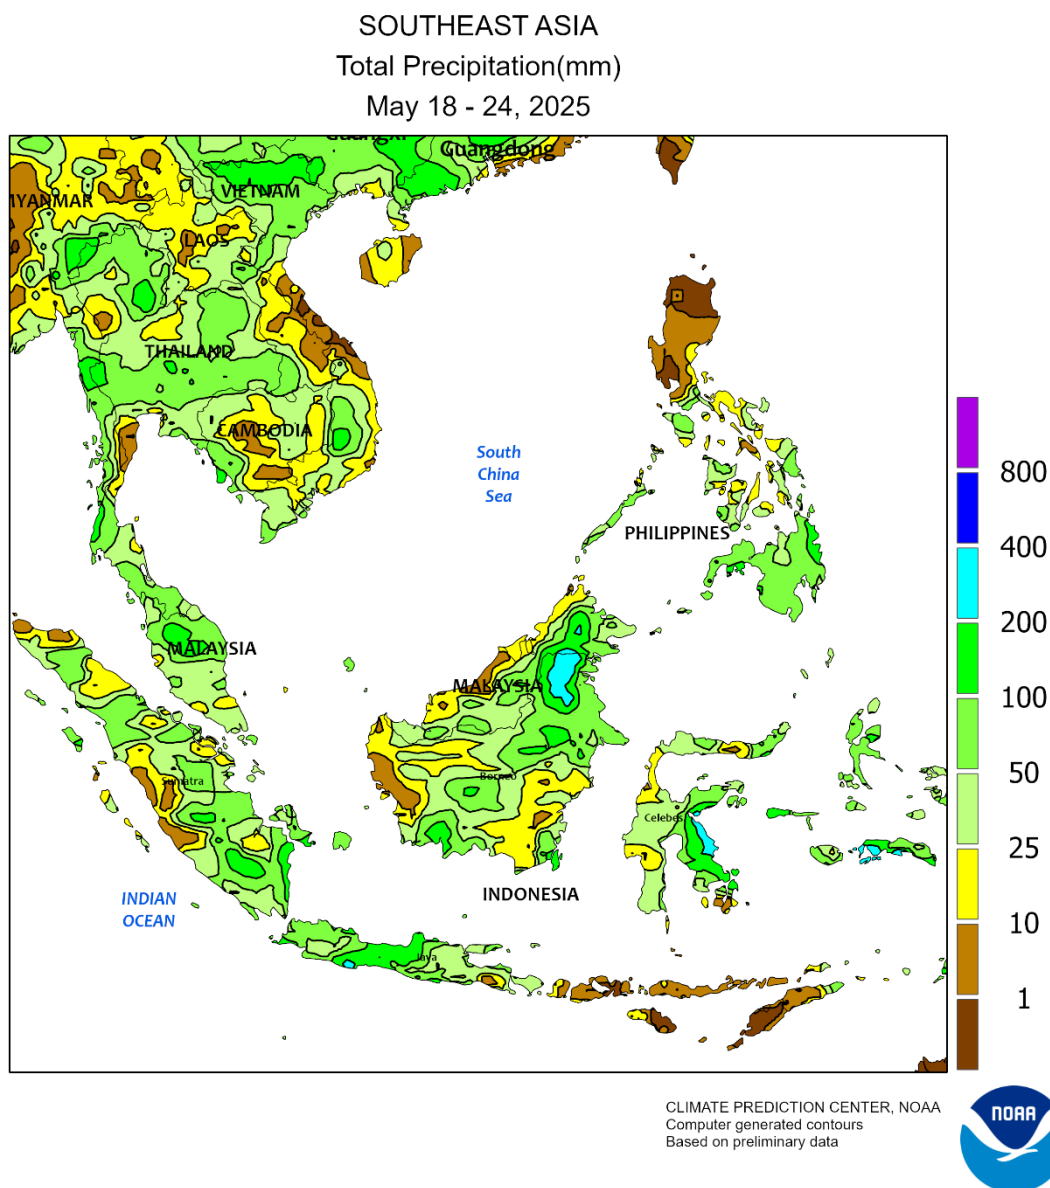 SOUTHEAST ASIA
Total Precipitation(mm)
May 18 - 24, 2025
Guangxi
Guangdong
VIETNAM
MYANMAR
LAOS
THAILAND
CAMBODIA
South
China
Sea
PHILIPPINES
MALAYSIA
MALAYSIA
Sumatra
Borneo
Celebes
INDIAN
OCEAN
INDONESIA
Java
800
400
200
100
50
25
10
1
CLIMATE PREDICTION CENTER, NOAA
Computer generated contours
Based on preliminary data
NOAA